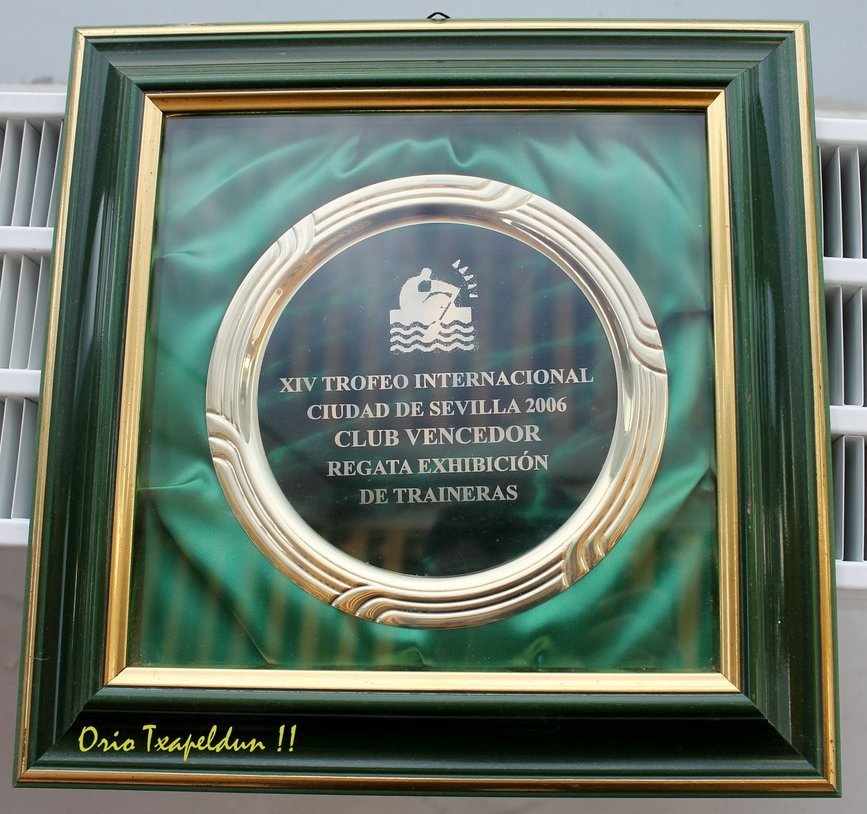 XIV TROFEO INTERNACIONAL
CIUDAD DE SEVILLA 2006
CLUB VENCEDOR
REGATA EXHIBICIÓN
DE TRAINERAS
Orio Txapeldun !!